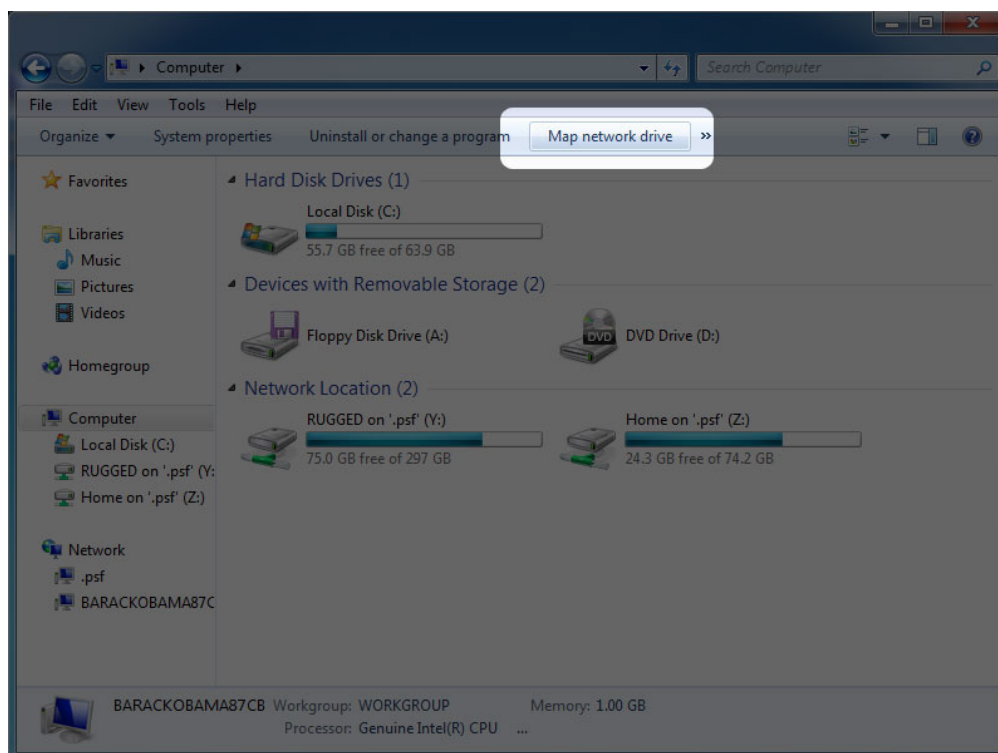 Computer
Search Computer
File Edit View Tools Help
Organize System properties Uninstall or change a program Map network drive »
Favorites
Libraries
Music
Pictures
Videos
Homegroup
Computer
Local Disk (C:)
RUGGED on '.psf' (Y:
Home on '.psf' (Z:)
Network
.psf
BARACKOBAMA87C
Hard Disk Drives (1)
Local Disk (C:)
55.7 GB free of 63.9 GB
Devices with Removable Storage (2)
Floppy Disk Drive (A:)
DVD
DVD Drive (D:)
Network Location (2)
RUGGED on '.psf' (Y:)
75.0 GB free of 297 GB
Home on '.psf' (Z:)
24.3 GB free of 74.2 GB
BARACKOBAMA87CB Workgroup: WORKGROUP Memory: 1.00 GB
Processor: Genuine Intel(R) CPU ...